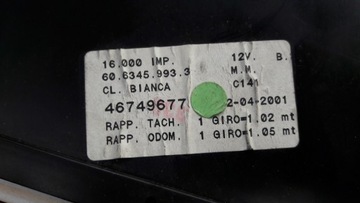 16.000 IMP. 12V. B.
60.6345.993.3 M.M.
CL. BIANCA C141
46749677 2-04-2001
RAPP. TACH. 1 GIRO=1.02 mt
RAPP. ODOM. 1 GIRO=1.05 mt